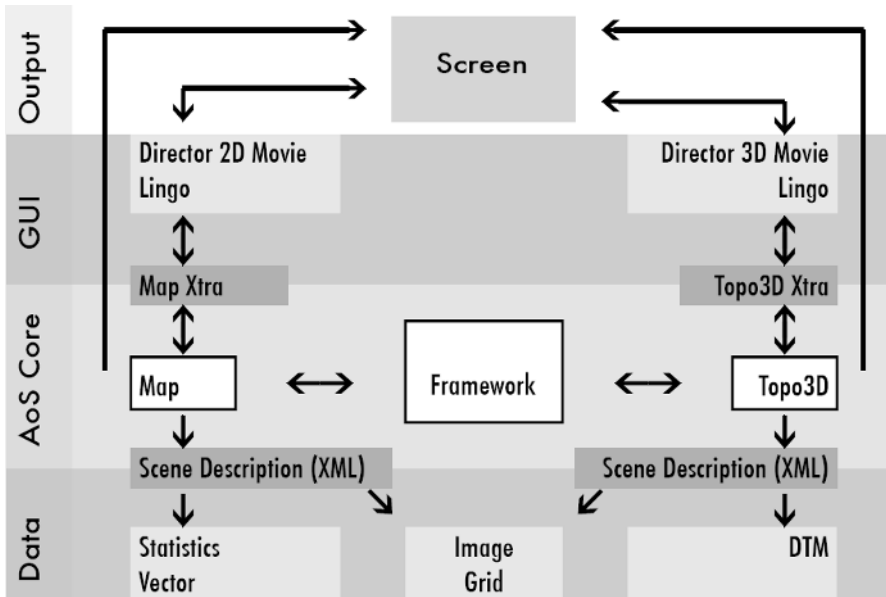 Output
Screen
GUI
Director 2D Movie
Lingo
Director 3D Movie
Lingo
Map Xtra
Topo3D Xtra
AoS Core
Map
Framework
Topo3D
Scene Description (XML)
Scene Description (XML)
Data
Statistics
Vector
Image
Grid
DTM